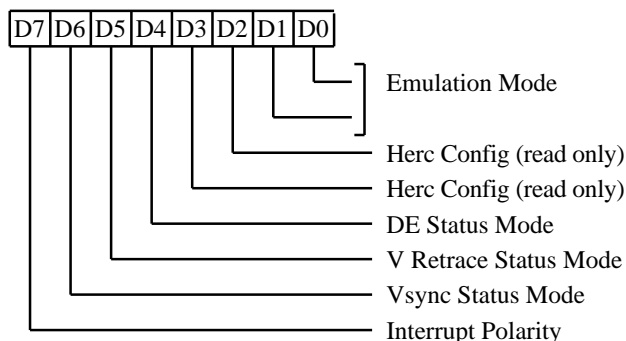 D7 D6 D5 D4 D3 D2 D1 D0
Emulation Mode
Herc Config (read only)
Herc Config (read only)
DE Status Mode
V Retrace Status Mode
Vsync Status Mode
Interrupt Polarity